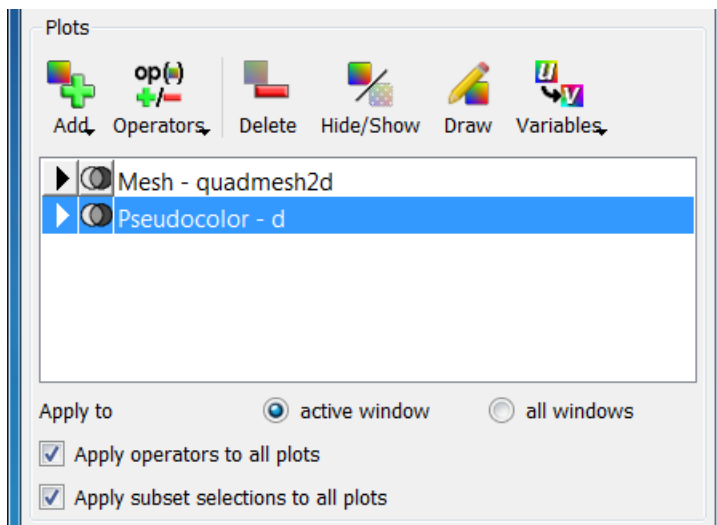 Plots
op(■) +/-
Add Operators Delete Hide/Show Draw Variables
Mesh - quadmesh2d
Pseudocolor - d
Apply to active window all windows
Apply operators to all plots
Apply subset selections to all plots